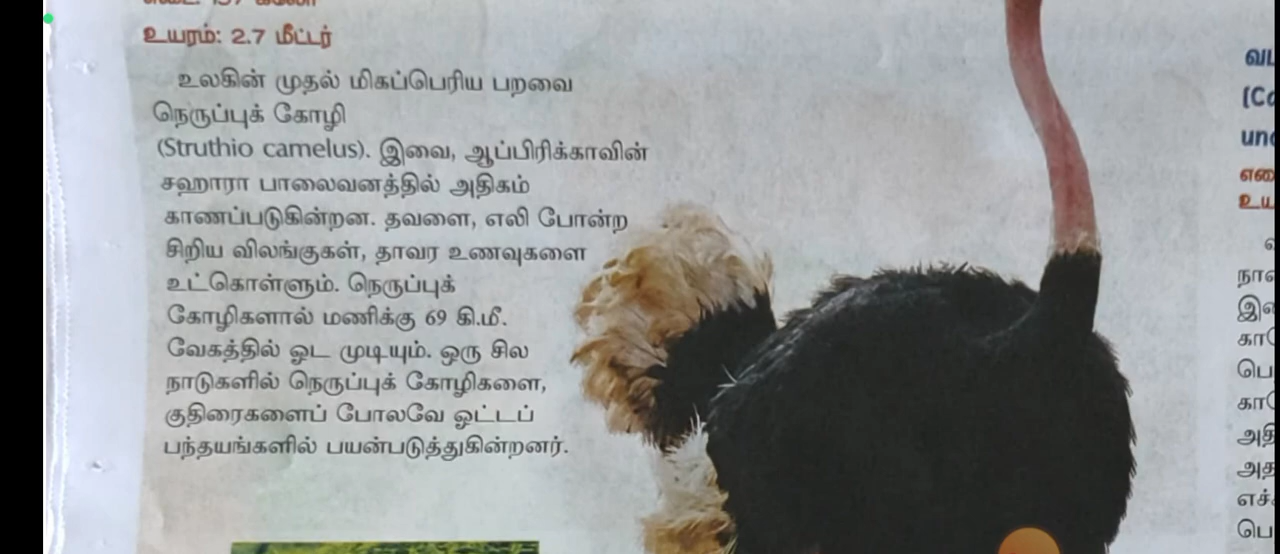 உயரம்: 2.7 மீட்டர்
உலகின் முதல் மிகப்பெரிய பறவை
நெருப்புக் கோழி
(Struthio camelus). இவை, ஆப்பிரிக்காவின்
சஹாரா பாலைவனத்தில் அதிகம்
காணப்படுகின்றன. தவளை, எலி போன்ற
சிறிய விலங்குகள், தாவர உணவுகளை
உட்கொள்ளும். நெருப்புக்
கோழிகளால் மணிக்கு 69 கி.மீ.
வேகத்தில் ஓட முடியும். ஒரு சில
நாடுகளில் நெருப்புக் கோழிகளை,
குதிரைகளைப் போலவே ஓட்டப்
பந்தயங்களில் பயன்படுத்துகின்றனர்.